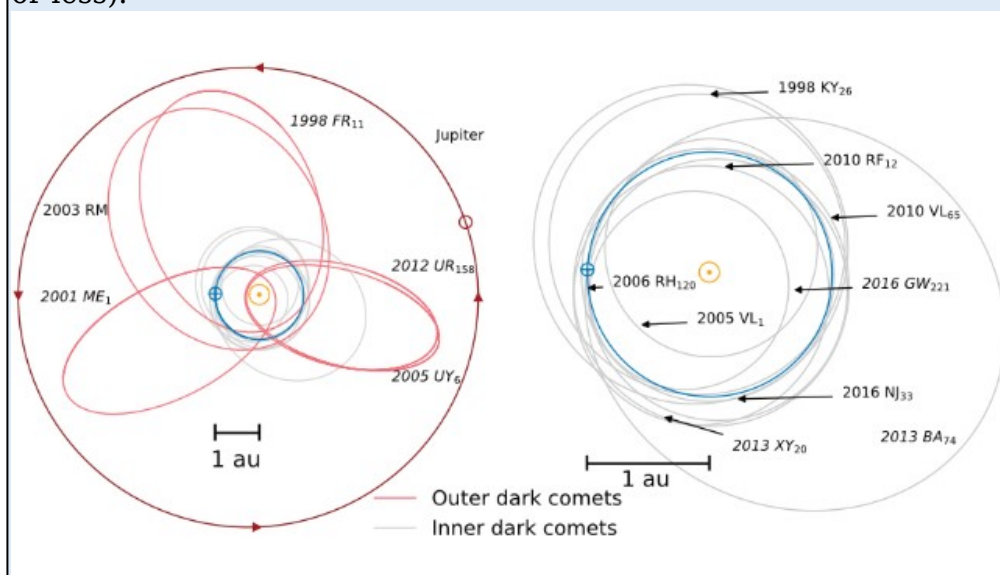 or loss).
1998 FR₁₁
Jupiter
2003 RM
2012 UR₁₅₈
2001 ME₁
2005 UY₆
1 au
1998 KY₂₆
2010 RF₁₂
2010 VL₆₅
2006 RH₁₂₀
2016 GW₂₂₁
2005 VL₁
2016 NJ₃₃
2013 XY₂₀
2013 BA₇₄
1 au
Outer dark comets
Inner dark comets